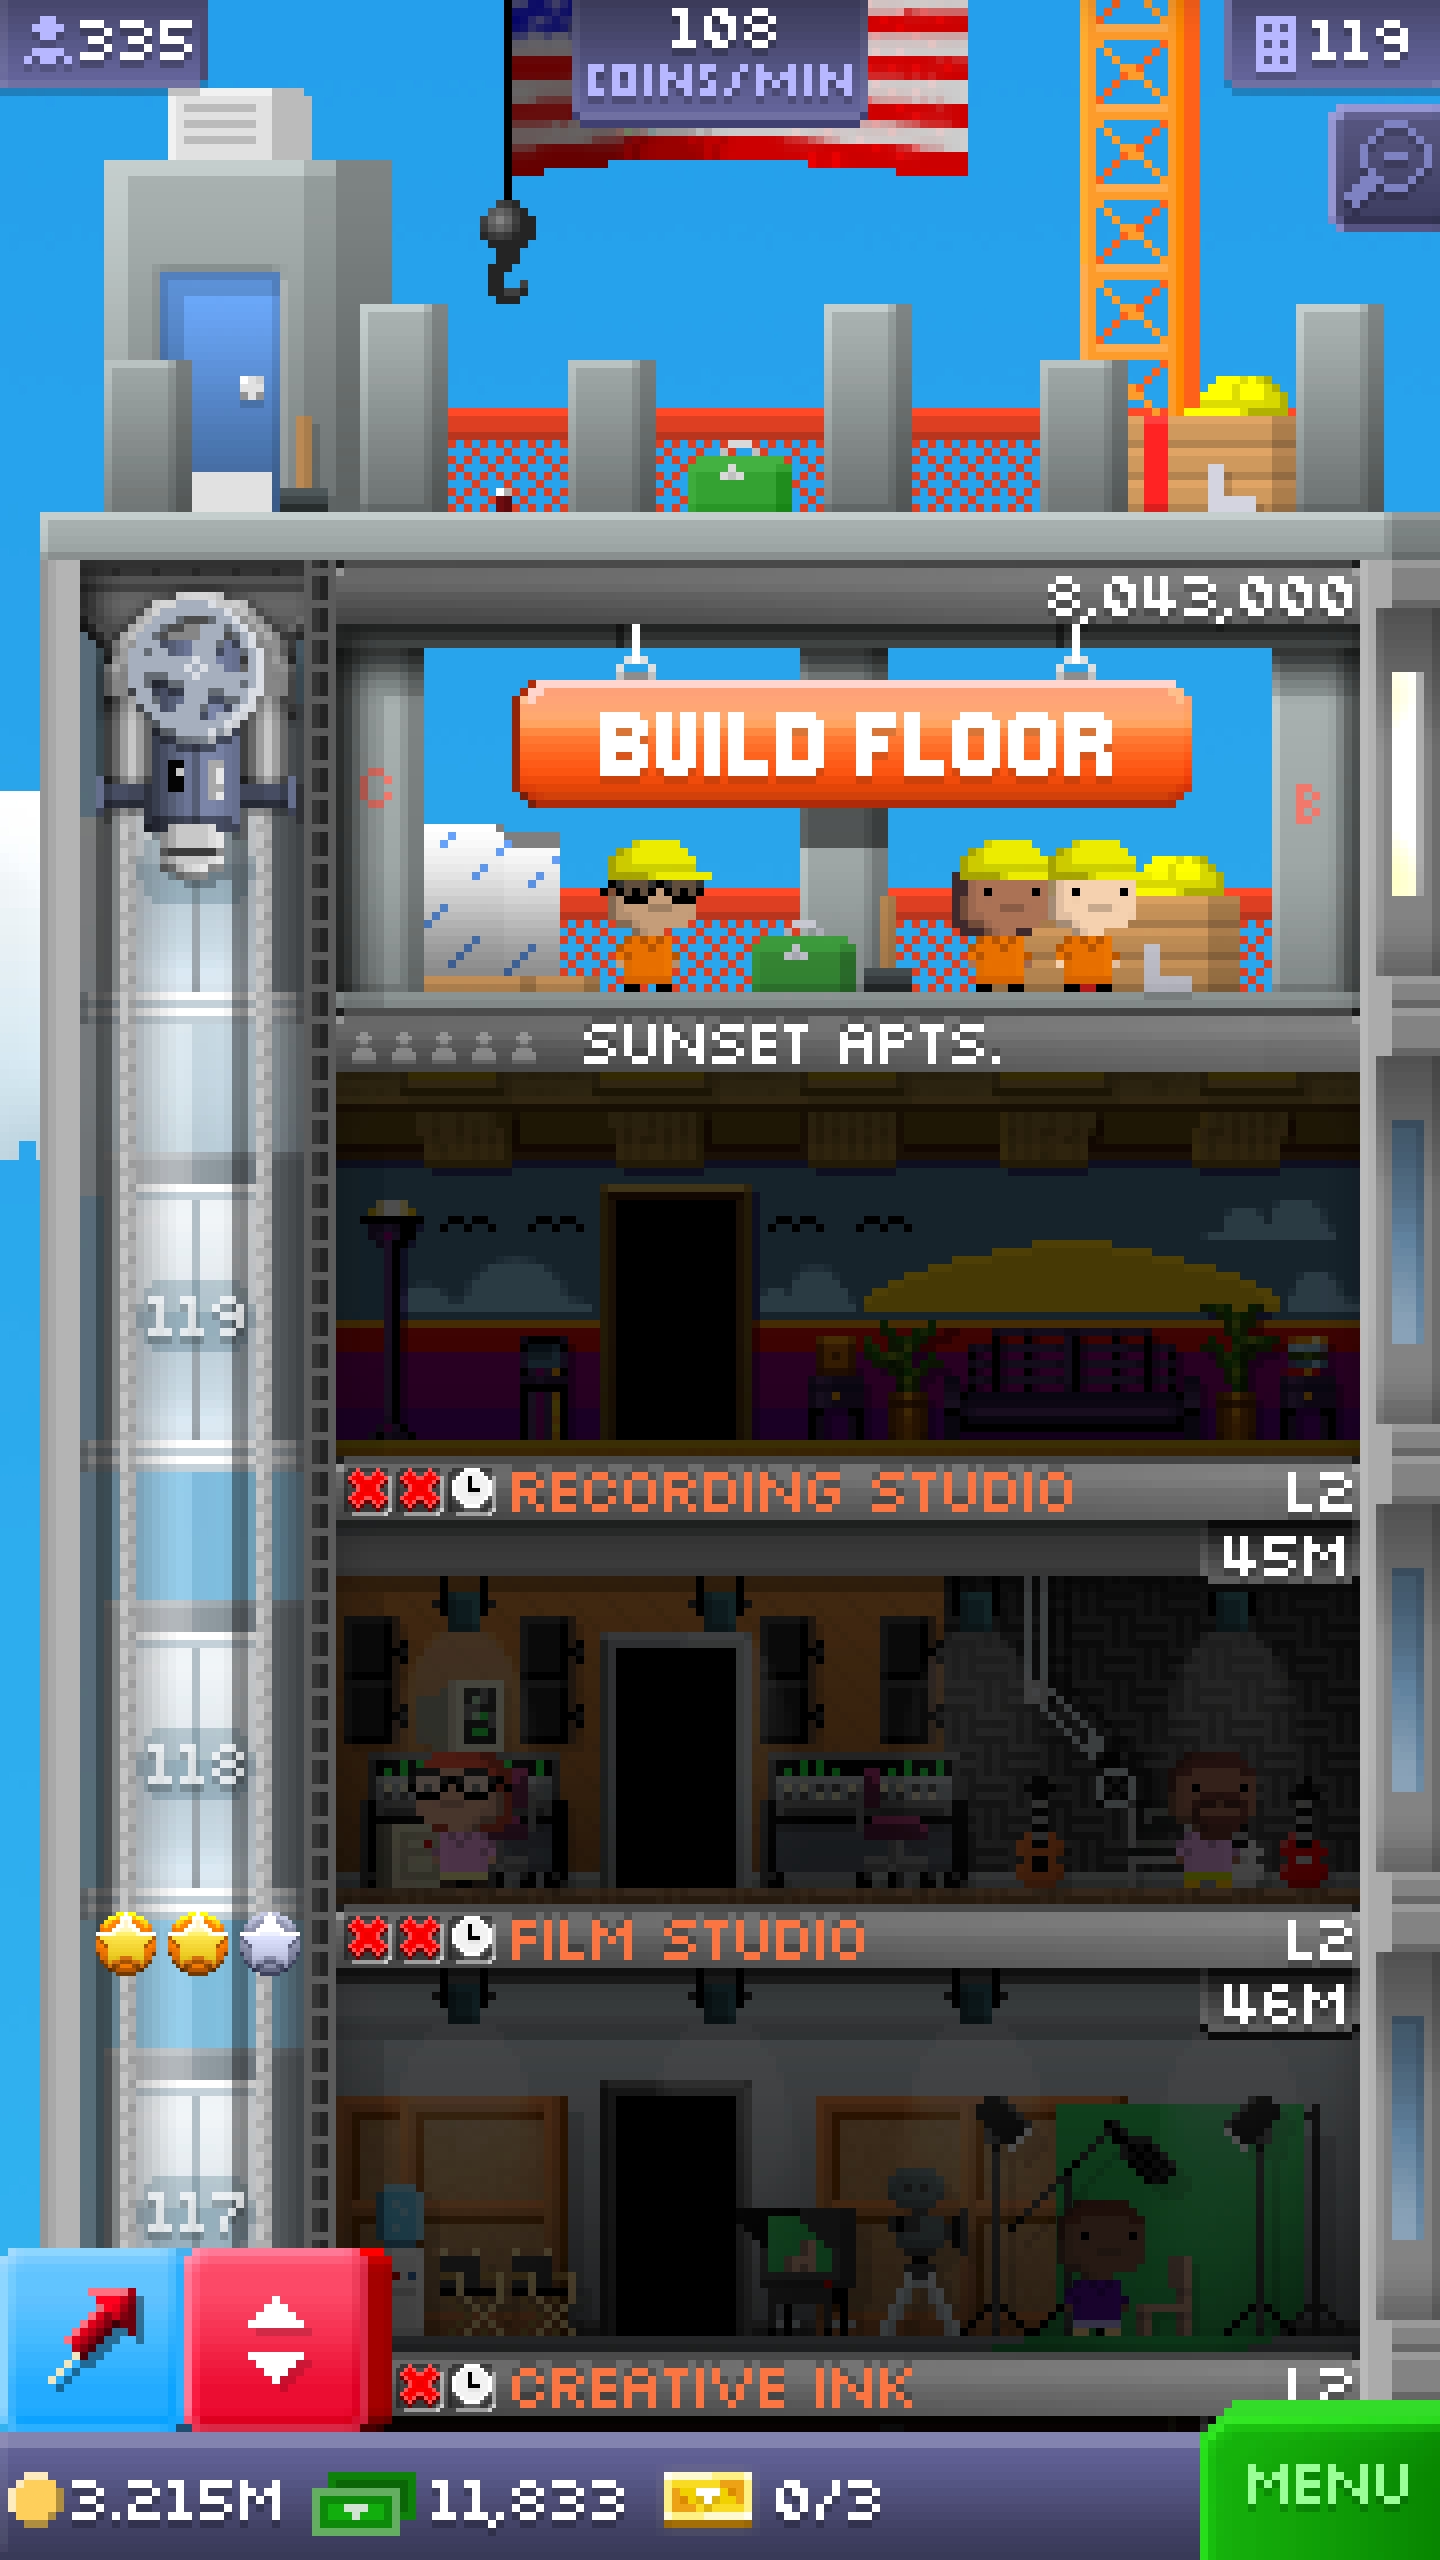 335
108
COINS/MIN
119
8,043,000
BUILD FLOOR
C
B
SUNSET APTS.
119
RECORDING STUDIO L2
45M
118
FILM STUDIO L2
46M
117
CREATIVE INK L2
3.215M 11,833 0/3
MENU